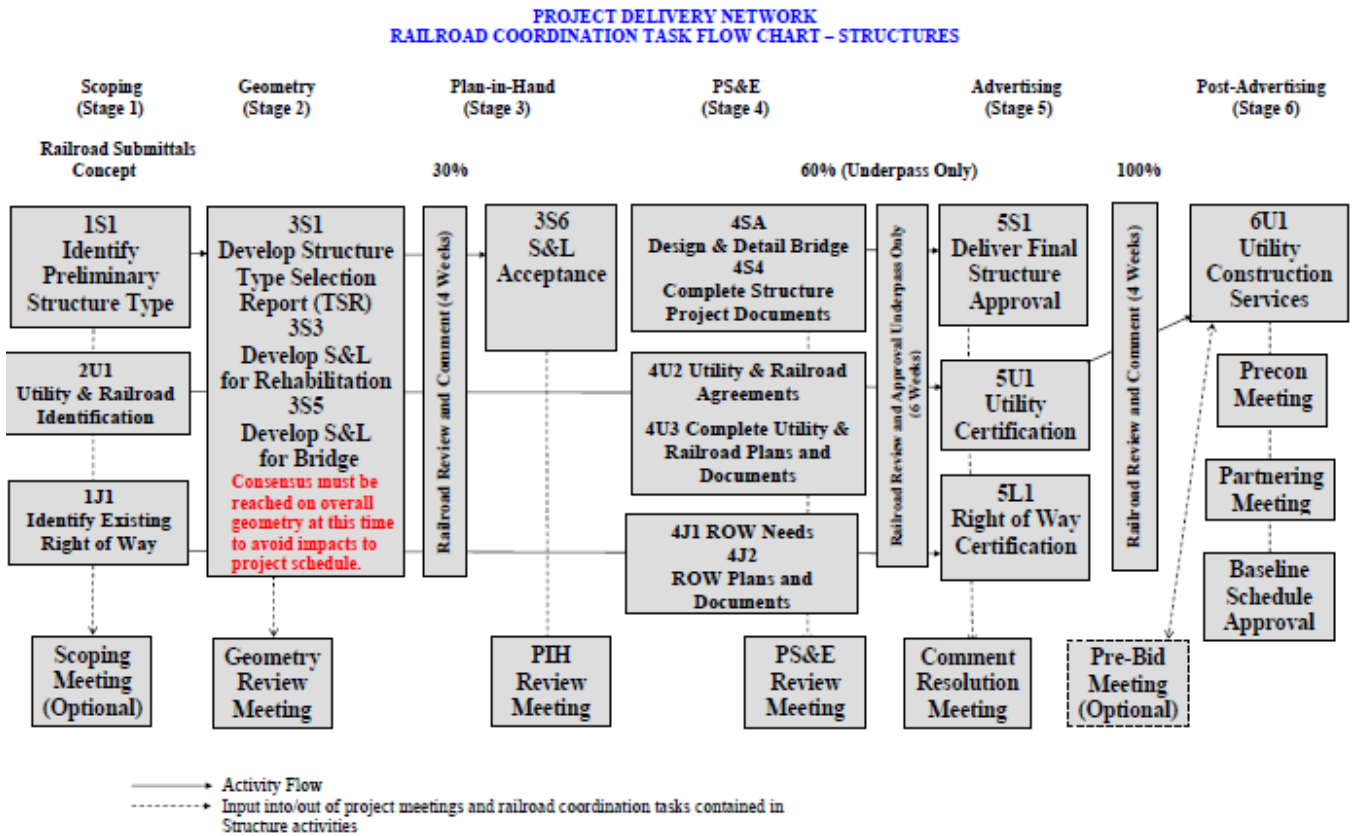 PROJECT DELIVERY NETWORK
RAILROAD COORDINATION TASK FLOW CHART – STRUCTURES
Scoping
(Stage 1)
Geometry
(Stage 2)
Plan-in-Hand
(Stage 3)
PS&E
(Stage 4)
Advertising
(Stage 5)
Post-Advertising
(Stage 6)
Railroad Submittals
Concept
30%
60% (Underpass Only)
100%
1S1
Identify
Preliminary
Structure Type
2U1
Utility & Railroad
Identification
1J1
Identify Existing
Right of Way
Scoping
Meeting
(Optional)
3S1
Develop Structure
Type Selection
Report (TSR)
3S3
Develop S&L
for Rehabilitation
3S5
Develop S&L
for Bridge
Consensus must be
reached on overall
geometry at this time
to avoid impacts to
project schedule.
Geometry
Review
Meeting
Railroad Review and Comment (4 Weeks)
3S6
S&L
Acceptance
PIH
Review
Meeting
4SA
Design & Detail Bridge
4S4
Complete Structure
Project Documents
4U2 Utility & Railroad
Agreements
4U3 Complete Utility &
Railroad Plans and
Documents
4J1 ROW Needs
4J2
ROW Plans and
Documents
PS&E
Review
Meeting
Railroad Review and Approval Underpass Only
(6 Weeks)
5S1
Deliver Final
Structure
Approval
5U1
Utility
Certification
5L1
Right of Way
Certification
Comment
Resolution
Meeting
Railroad Review and Comment (4 Weeks)
Pre-Bid
Meeting
(Optional)
6U1
Utility
Construction
Services
Precon
Meeting
Partnering
Meeting
Baseline
Schedule
Approval
Activity Flow
Input into/out of project meetings and railroad coordination tasks contained in
Structure activities